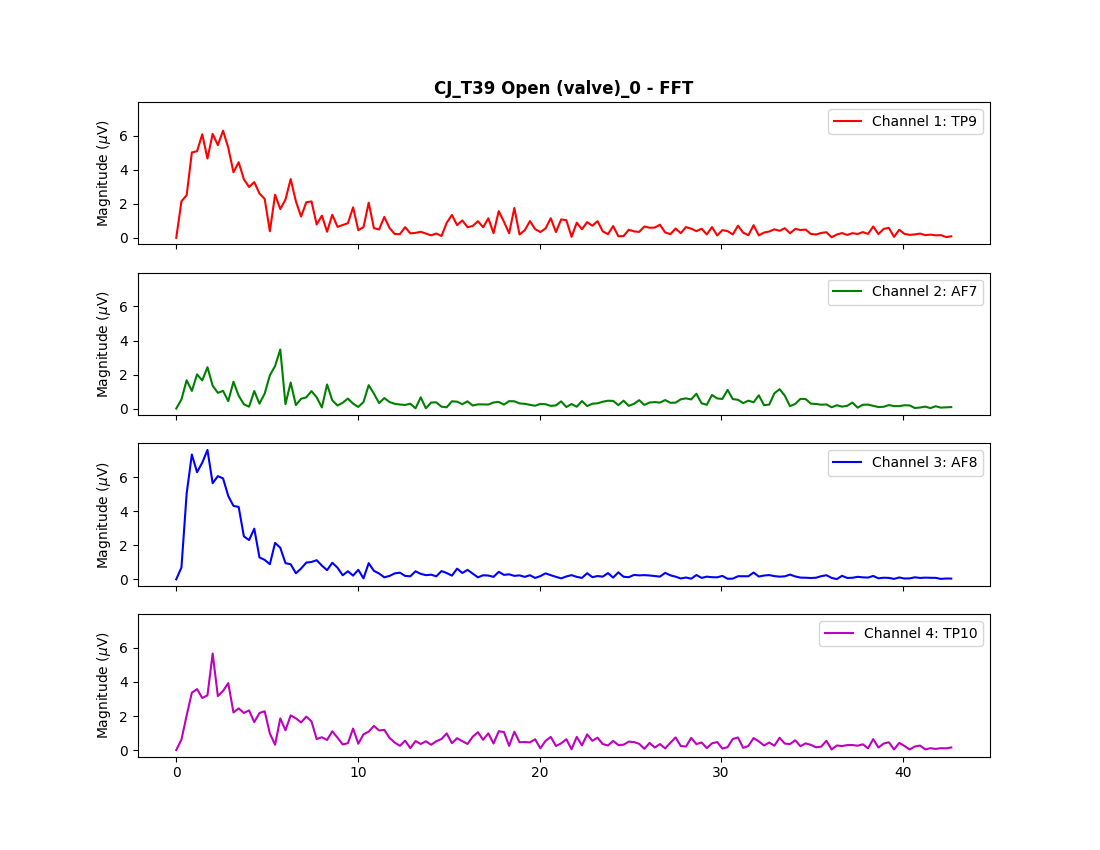 CJ_T39 Open (valve)_0 - FFT
Channel 1: TP9
Magnitude (μV)
6
4
2
0
Channel 2: AF7
Magnitude (μV)
6
4
2
0
Channel 3: AF8
Magnitude (μV)
6
4
2
0
Channel 4: TP10
Magnitude (μV)
6
4
2
0
0 10 20 30 40